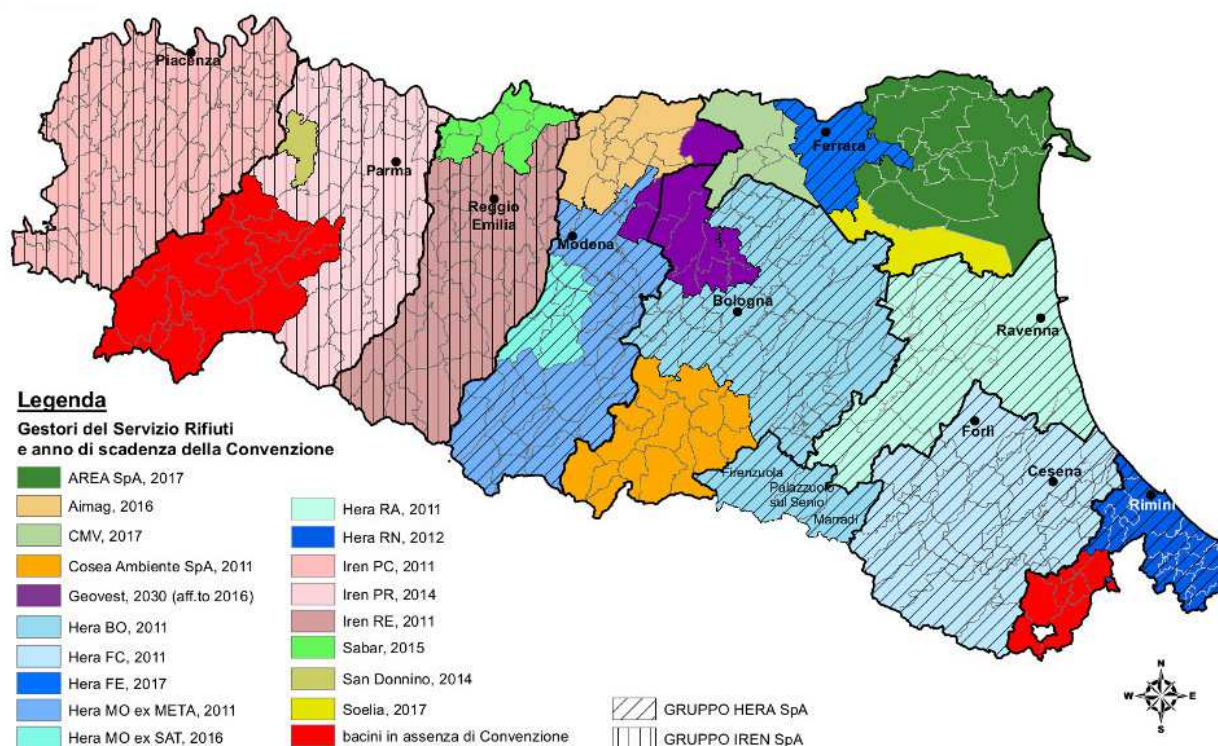 Piacenza
Parma
Reggio
Emilia
Modena
Ferrara
Bologna
Ravenna
Forlì
Cesena
Rimini
Firenzuola
Palazzuolo
sul Senio
Marradi
Legenda
Gestori del Servizio Rifiuti
e anno di scadenza della Convenzione
AREA SpA, 2017
Aimag, 2016
CMV, 2017
Cosea Ambiente SpA, 2011
Geovest, 2030 (aff.to 2016)
Hera BO, 2011
Hera FC, 2011
Hera FE, 2017
Hera MO ex META, 2011
Hera MO ex SAT, 2016
Hera RA, 2011
Hera RN, 2012
Iren PC, 2011
Iren PR, 2014
Iren RE, 2011
Sabar, 2015
San Donnino, 2014
Soelia, 2017
bacini in assenza di Convenzione
GRUPPO HERA SpA
GRUPPO IREN SpA
N
W E
S